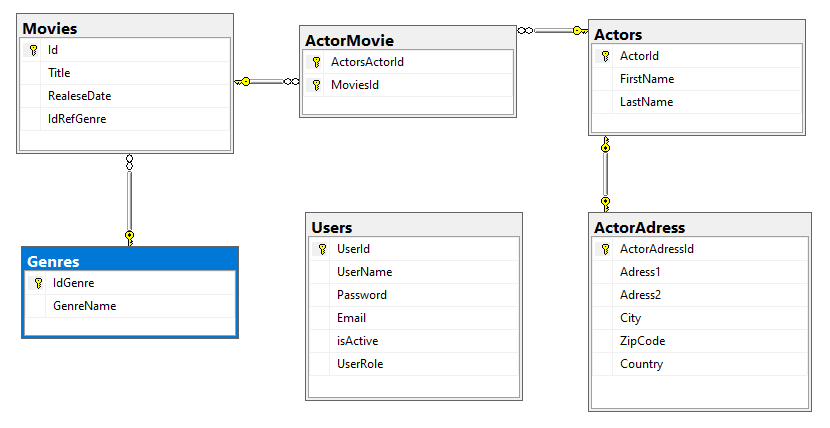 Movies
Id
Title
RealeseDate
IdRefGenre
ActorMovie
ActorsActorId
MoviesId
Actors
ActorId
FirstName
LastName
Genres
IdGenre
GenreName
Users
UserId
UserName
Password
Email
isActive
UserRole
ActorAdress
ActorAdressId
Adress1
Adress2
City
ZipCode
Country